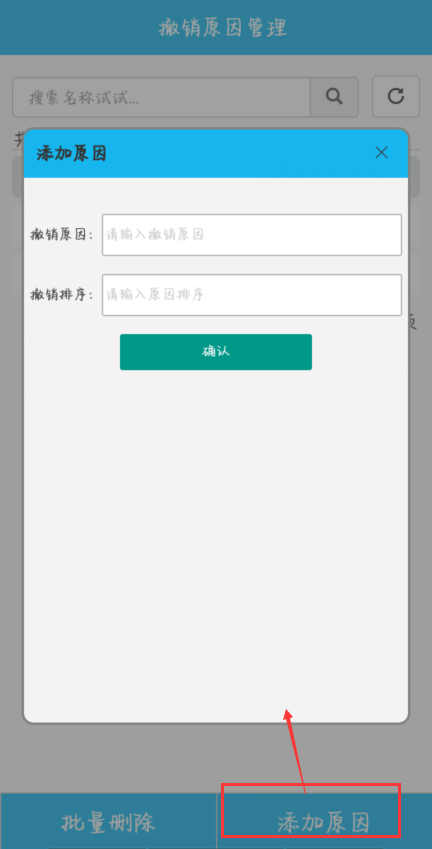 撤销原因管理
搜索名称试试...
添加原因
撤销原因：
请输入撤销原因
撤销排序：
请输入原因排序
确认
批量删除
添加原因